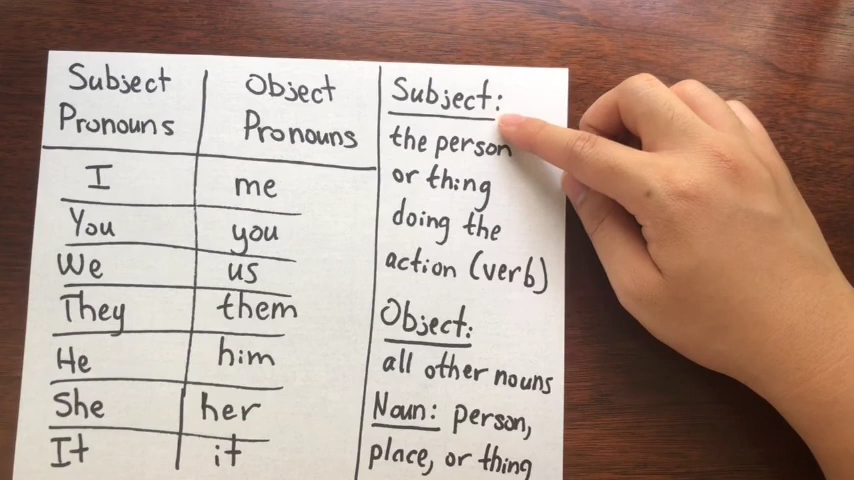 Subject
Pronouns
Object
Pronouns
I
me
You
you
We
us
They
them
He
him
She
her
It
it
Subject:
the person
or thing
doing the
action (verb)
Object:
all other nouns
Noun: person,
place, or thing